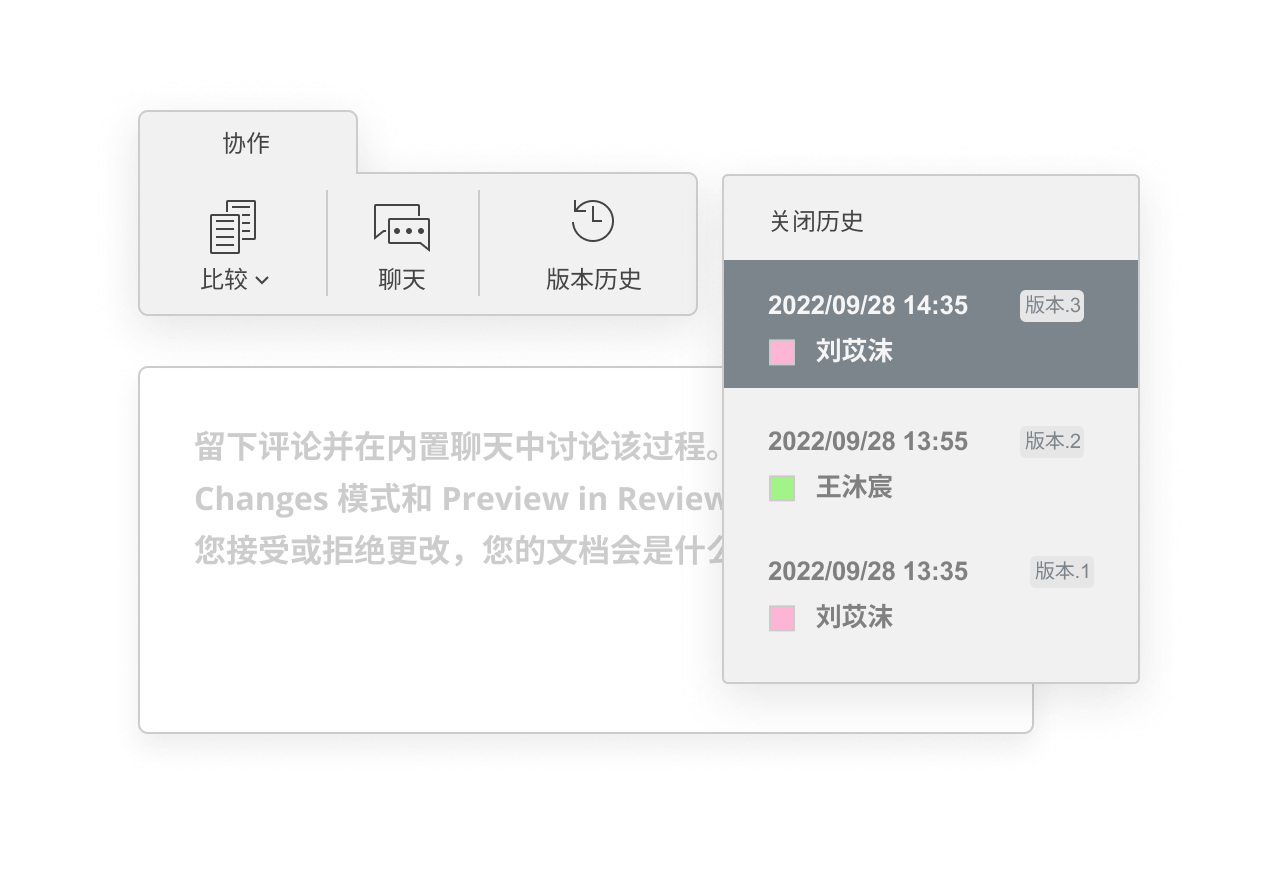 协作
比较
聊天
版本历史
关闭历史
2022/09/28 14:35 版本.3
刘苡沫
2022/09/28 13:55 版本.2
王沐宸
2022/09/28 13:35 版本.1
刘苡沫
留下评论并在内置聊天中讨论该过程。
Changes 模式和 Preview in Review
您接受或拒绝更改，您的文档会是什么